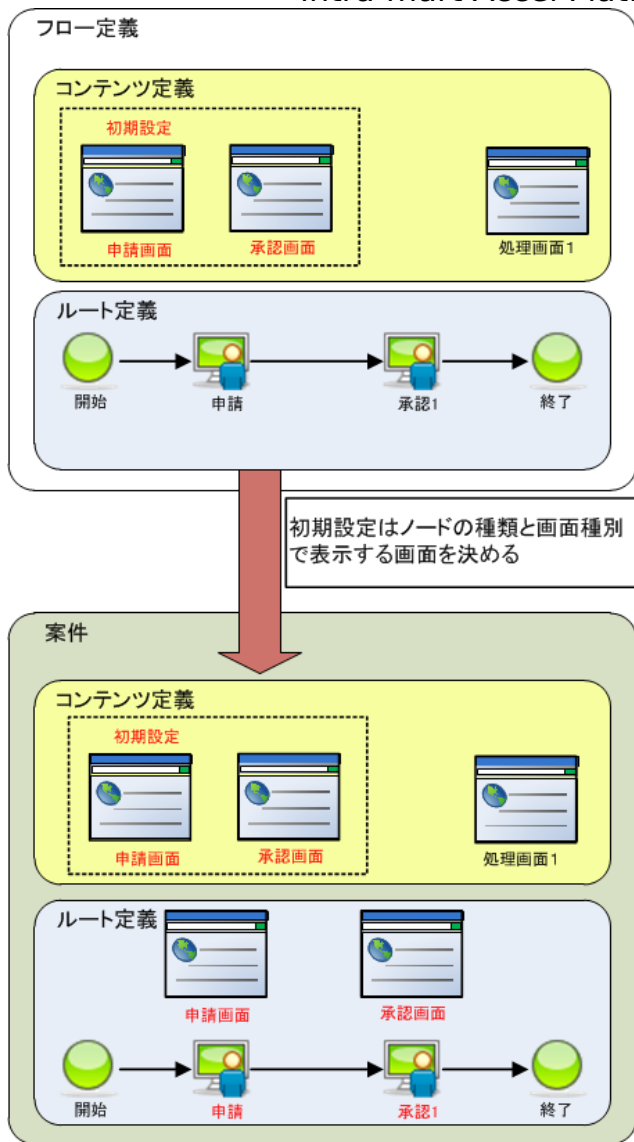 フロー定義
コンテンツ定義
初期設定
申請画面
承認画面
処理画面1
ルート定義
開始
申請
承認1
終了
初期設定はノードの種類と画面種別
で表示する画面を決める
案件
コンテンツ定義
初期設定
申請画面
承認画面
処理画面1
ルート定義
申請画面
承認画面
開始
申請
承認1
終了